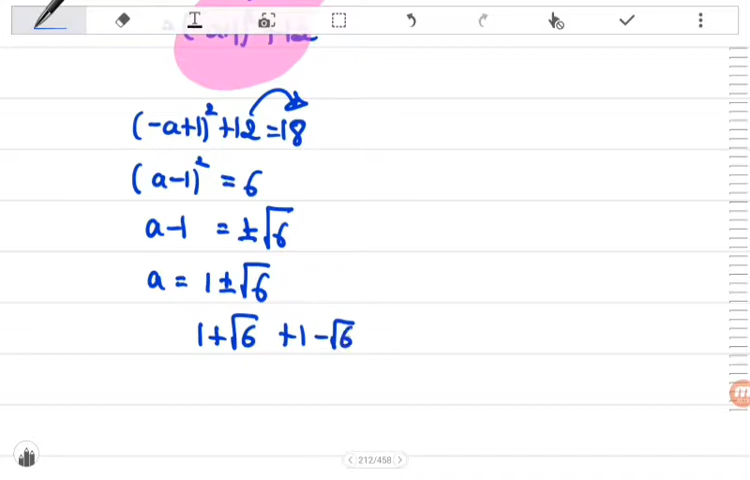 (-a+1)² +12 =18
(a-1)² = 6
a-1 = ±√6
a = 1±√6
1+√6 +1-√6
212/458